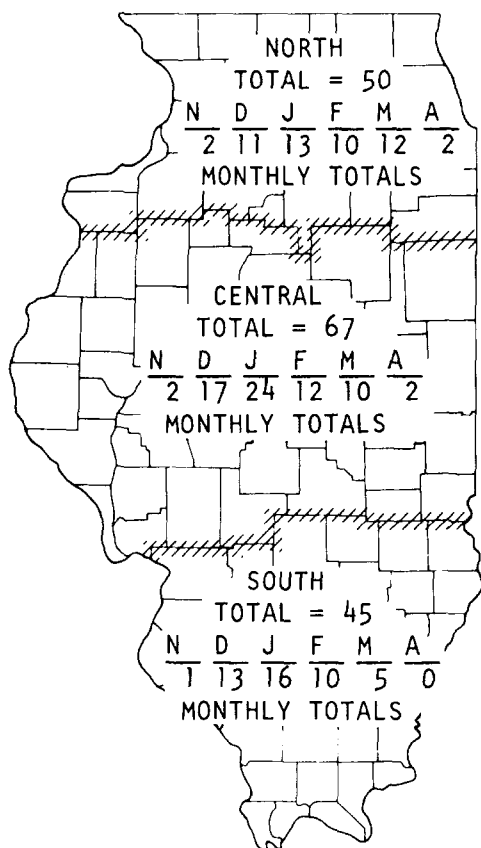 NORTH
TOTAL = 50
N D J F M A
2 11 13 10 12 2
MONTHLY TOTALS
CENTRAL
TOTAL = 67
N D J F M A
2 17 24 12 10 2
MONTHLY TOTALS
SOUTH
TOTAL = 45
N D J F M A
1 13 16 10 5 0
MONTHLY TOTALS